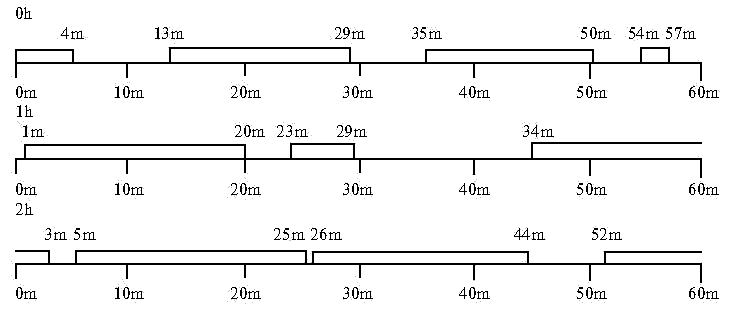 0h
4m 13m 29m 35m 50m 54m 57m
0m 10m 20m 30m 40m 50m 60m
1h
1m 20m 23m 29m 34m
0m 10m 20m 30m 40m 50m 60m
2h
3m 5m 25m 26m 44m 52m
0m 10m 20m 30m 40m 50m 60m